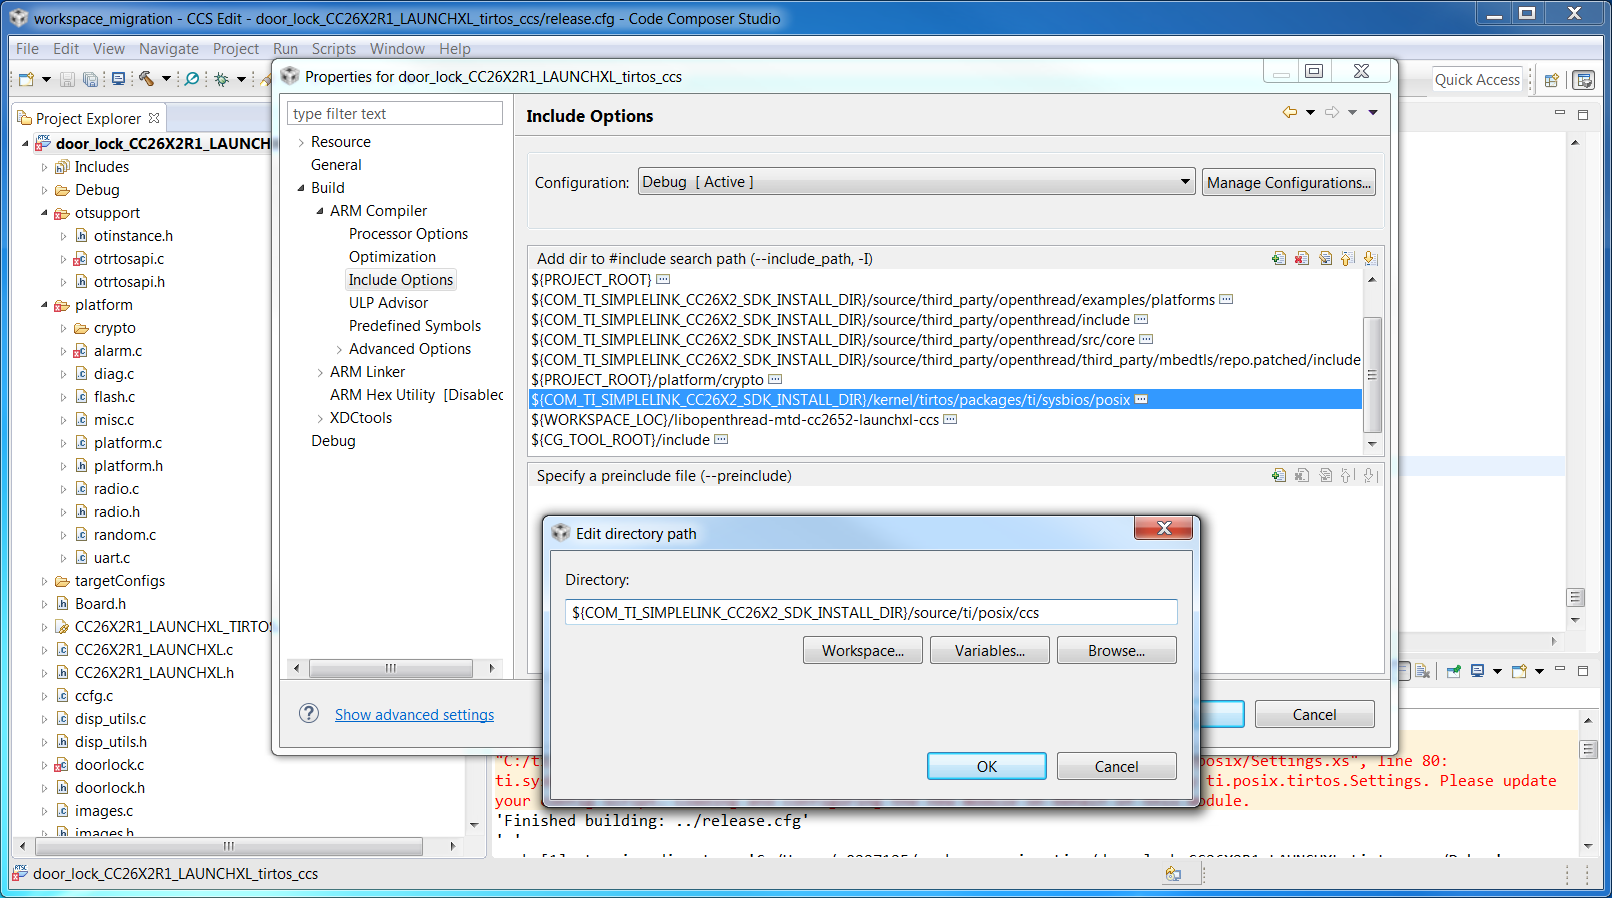 workspace_migration - CCS Edit - door_lock_CC26X2R1_LAUNCHXL_tirtos_ccs/release.cfg - Code Composer Studio
File Edit View Navigate Project Run Scripts Window Help
Quick Access
Project Explorer
door_lock_CC26X2R1_LAUNCH
Includes
Debug
otsupport
otinstance.h
otrtosapi.c
otrtosapi.h
platform
crypto
alarm.c
diag.c
flash.c
misc.c
platform.c
platform.h
radio.c
radio.h
random.c
uart.c
targetConfigs
Board.h
CC26X2R1_LAUNCHXL_TIRTOS
CC26X2R1_LAUNCHXL.c
CC26X2R1_LAUNCHXL.h
ccfg.c
disp_utils.c
disp_utils.h
doorlock.c
doorlock.h
images.c
images.h
door_lock_CC26X2R1_LAUNCHXL_tirtos_ccs
Properties for door_lock_CC26X2R1_LAUNCHXL_tirtos_ccs
type filter text
Resource
General
Build
ARM Compiler
Processor Options
Optimization
Include Options
ULP Advisor
Predefined Symbols
Advanced Options
ARM Linker
ARM Hex Utility [Disabled
XDCtools
Debug
Show advanced settings
Include Options
Configuration: Debug [ Active ] Manage Configurations...
Add dir to #include search path (--include_path, -I)
${PROJECT_ROOT}
${COM_TI_SIMPLELINK_CC26X2_SDK_INSTALL_DIR}/source/third_party/openthread/examples/platforms
${COM_TI_SIMPLELINK_CC26X2_SDK_INSTALL_DIR}/source/third_party/openthread/include
${COM_TI_SIMPLELINK_CC26X2_SDK_INSTALL_DIR}/source/third_party/openthread/src/core
${COM_TI_SIMPLELINK_CC26X2_SDK_INSTALL_DIR}/source/third_party/openthread/third_party/mbedtls/repo.patched/include
${PROJECT_ROOT}/platform/crypto
${COM_TI_SIMPLELINK_CC26X2_SDK_INSTALL_DIR}/kernel/tirtos/packages/ti/sysbios/posix
${WORKSPACE_LOC}/libopenthread-mtd-cc2652-launchxl-ccs
${CG_TOOL_ROOT}/include
Specify a preinclude file (--preinclude)
Cancel
Edit directory path
Directory:
${COM_TI_SIMPLELINK_CC26X2_SDK_INSTALL_DIR}/source/ti/posix/ccs
Workspace... Variables... Browse...
OK Cancel
"C:/t posix/Settings.xs", line 80:
ti.sy ti.posix.tirtos.Settings. Please update
your odule.
'Finished building: ../release.cfg'